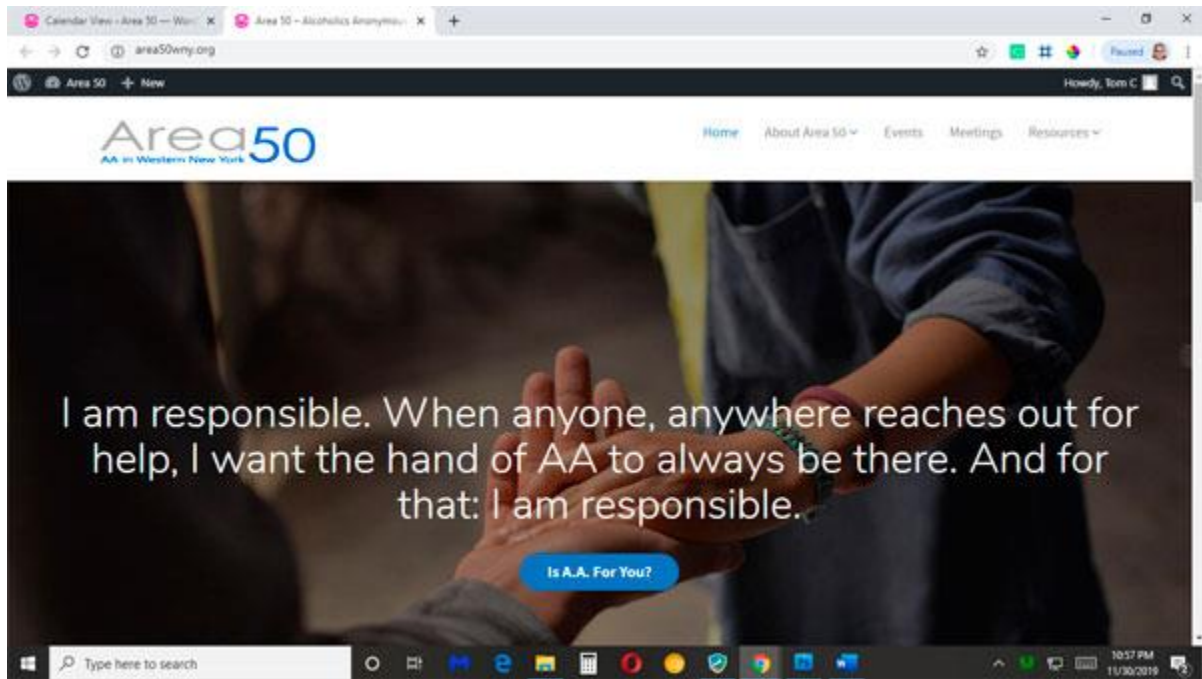 Calendar View - Area 50 — Wor
Area 50 – Alcoholics Anonymou
area50wny.org
Paused
Area 50
New
Howdy, Tom C
Area50
AA in Western New York
Home
About Area 50
Events
Meetings
Resources
I am responsible. When anyone, anywhere reaches out for
help, I want the hand of AA to always be there. And for
that: I am responsible.
Is A.A. For You?
Type here to search
10:57 PM
11/30/2019